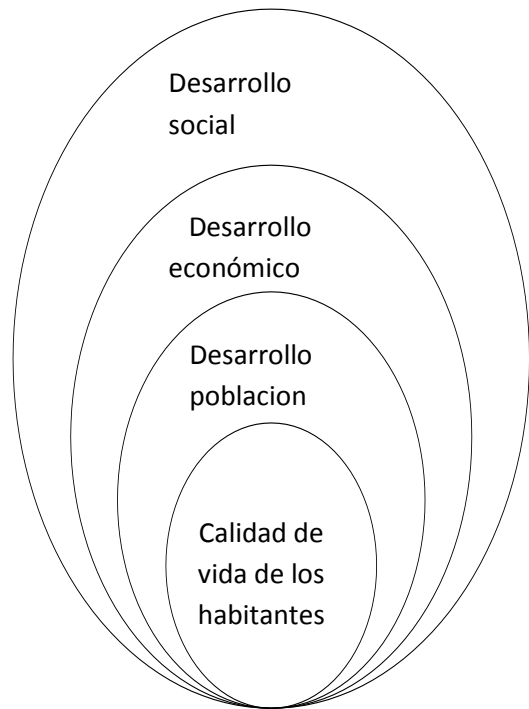 Desarrollo
social
Desarrollo
económico
Desarrollo
poblacion
Calidad de
vida de los
habitantes